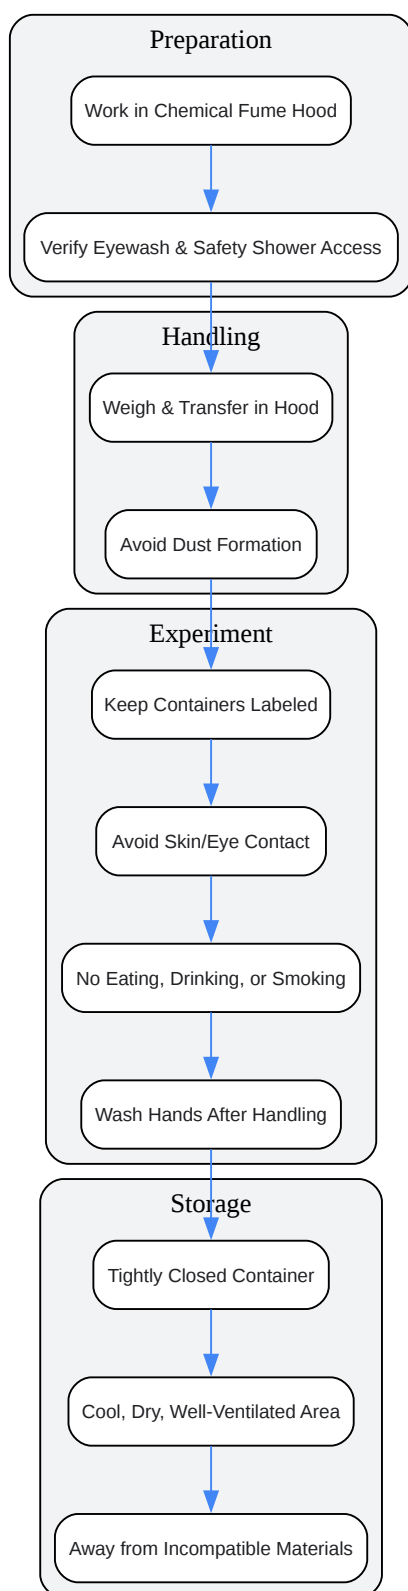 Preparation
Work in Chemical Fume Hood
Verify Eyewash & Safety Shower Access
Handling
Weigh & Transfer in Hood
Avoid Dust Formation
Experiment
Keep Containers Labeled
Avoid Skin/Eye Contact
No Eating, Drinking, or Smoking
Wash Hands After Handling
Storage
Tightly Closed Container
Cool, Dry, Well-Ventilated Area
Away from Incompatible Materials